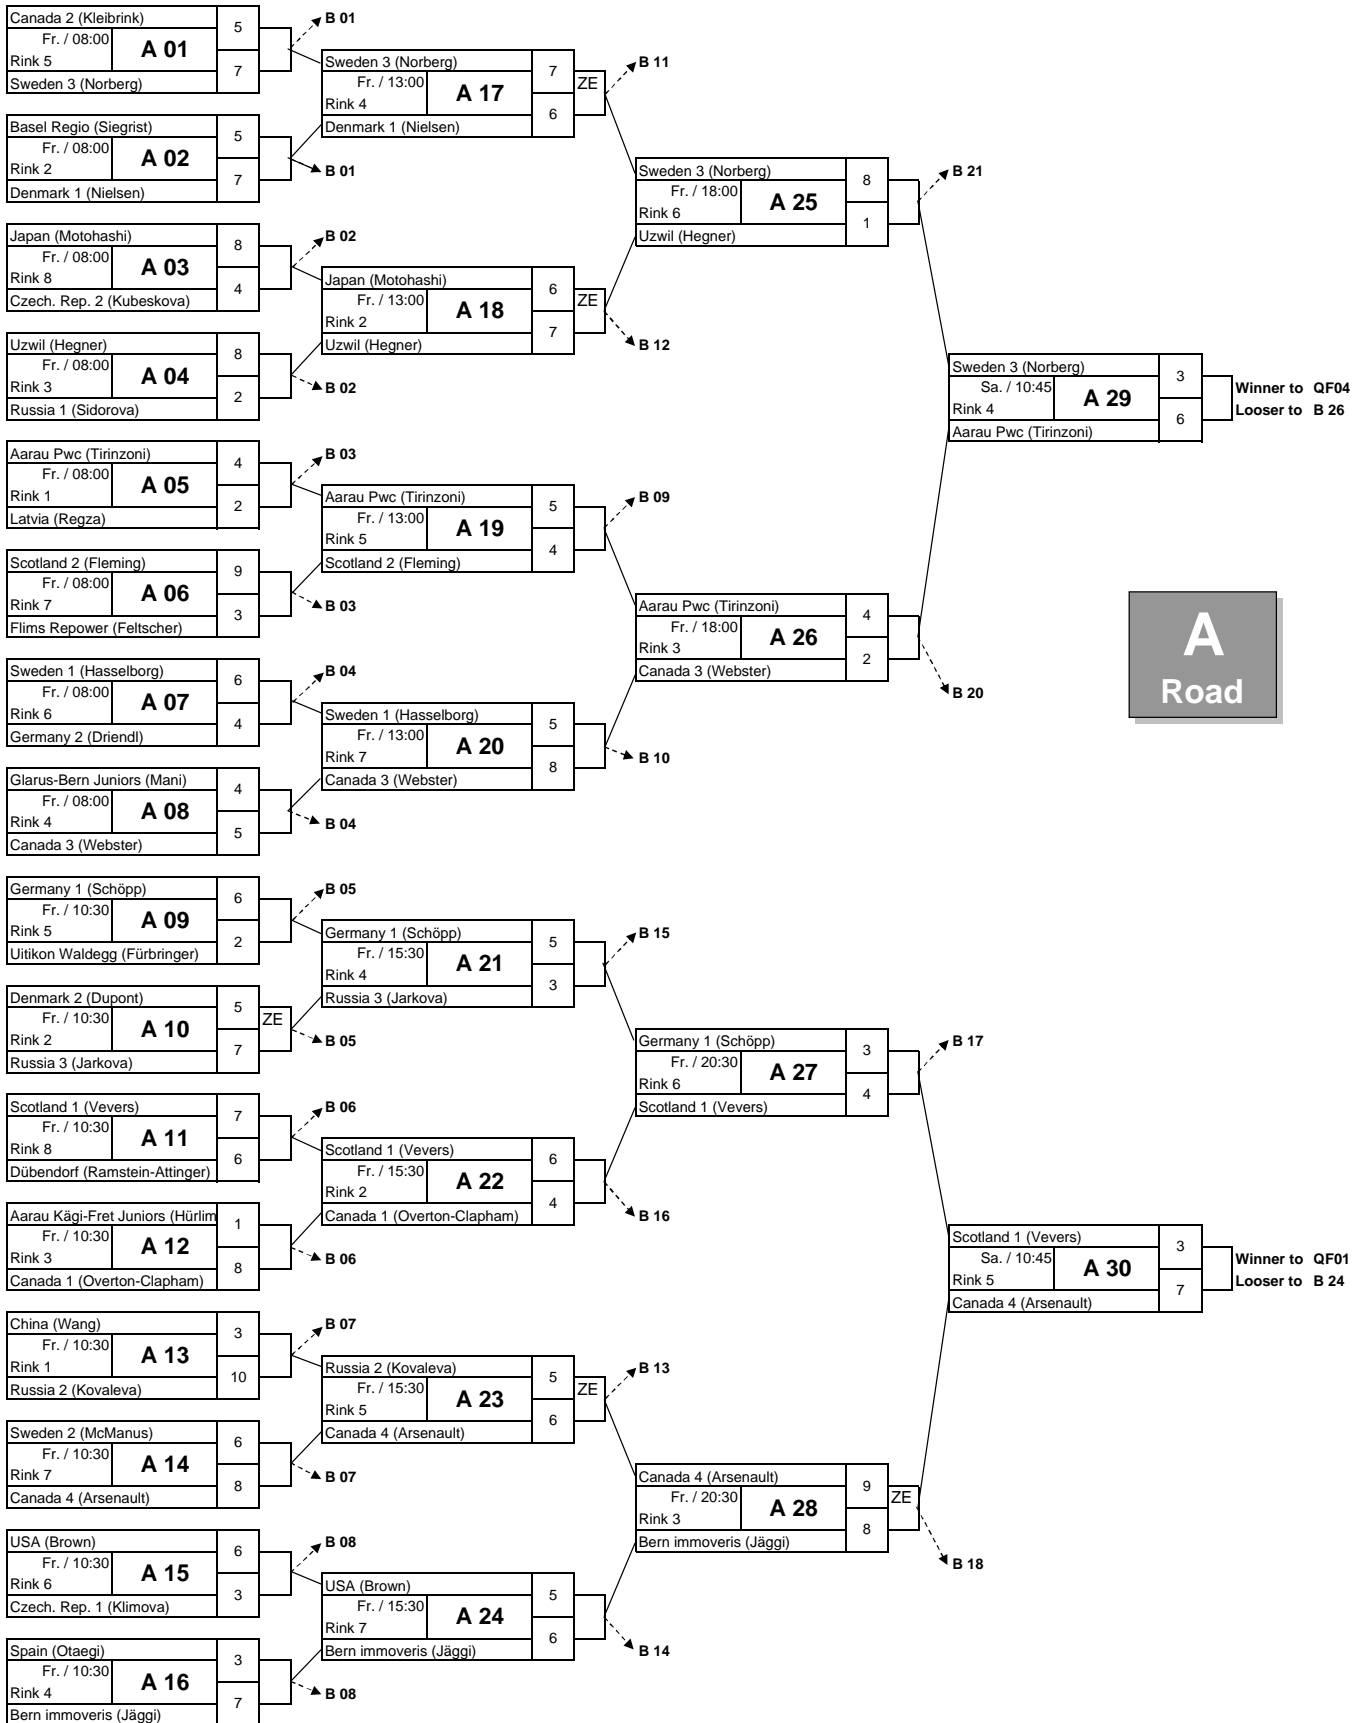 Canada 2 (Kleibrink)
5
Fr. / 08:00
A 01
Rink 5
7
Sweden 3 (Norberg)
B 01
Basel Regio (Siegrist)
5
Fr. / 08:00
A 02
Rink 2
7
Denmark 1 (Nielsen)
B 01
Japan (Motohashi)
8
Fr. / 08:00
A 03
Rink 8
4
Czech. Rep. 2 (Kubeskova)
B 02
Uzwil (Hegner)
8
Fr. / 08:00
A 04
Rink 3
2
Russia 1 (Sidorova)
B 02
Aarau Pwc (Tirinzoni)
4
Fr. / 08:00
A 05
Rink 1
2
Latvia (Regza)
B 03
Scotland 2 (Fleming)
9
Fr. / 08:00
A 06
Rink 7
3
Flims Repower (Feltscher)
B 03
Sweden 1 (Hasselborg)
6
Fr. / 08:00
A 07
Rink 6
4
Germany 2 (Driendl)
B 04
Glarus-Bern Juniors (Mani)
4
Fr. / 08:00
A 08
Rink 4
5
Canada 3 (Webster)
B 04
Germany 1 (Schöpp)
6
Fr. / 10:30
A 09
Rink 5
2
Uitikon Waldegg (Fürbringer)
B 05
Denmark 2 (Dupont)
5
ZE
Fr. / 10:30
A 10
Rink 2
7
Russia 3 (Jarkova)
B 05
Scotland 1 (Vevers)
7
Fr. / 10:30
A 11
Rink 8
6
Dübendorf (Ramstein-Attinger)
B 06
Aarau Kägi-Fret Juniors (Hürlim
1
Fr. / 10:30
A 12
Rink 3
8
Canada 1 (Overton-Clapham)
B 06
China (Wang)
3
Fr. / 10:30
A 13
Rink 1
10
Russia 2 (Kovaleva)
B 07
Sweden 2 (McManus)
6
Fr. / 10:30
A 14
Rink 7
8
Canada 4 (Arsenault)
B 07
USA (Brown)
6
Fr. / 10:30
A 15
Rink 6
3
Czech. Rep. 1 (Klimova)
B 08
Spain (Otaegi)
3
Fr. / 10:30
A 16
Rink 4
7
Bern immoveris (Jäggi)
B 08
Sweden 3 (Norberg)
7
ZE
Fr. / 13:00
A 17
Rink 4
6
Denmark 1 (Nielsen)
B 11
Japan (Motohashi)
6
ZE
Fr. / 13:00
A 18
Rink 2
7
Uzwil (Hegner)
B 12
Aarau Pwc (Tirinzoni)
5
Fr. / 13:00
A 19
Rink 5
4
Scotland 2 (Fleming)
B 09
Sweden 1 (Hasselborg)
5
Fr. / 13:00
A 20
Rink 7
8
Canada 3 (Webster)
B 10
Germany 1 (Schöpp)
5
Fr. / 15:30
A 21
Rink 4
3
Russia 3 (Jarkova)
B 15
Scotland 1 (Vevers)
6
Fr. / 15:30
A 22
Rink 2
4
Canada 1 (Overton-Clapham)
B 16
Russia 2 (Kovaleva)
5
ZE
Fr. / 15:30
A 23
Rink 5
6
Canada 4 (Arsenault)
B 13
USA (Brown)
5
Fr. / 15:30
A 24
Rink 7
6
Bern immoveris (Jäggi)
B 14
Sweden 3 (Norberg)
8
Fr. / 18:00
A 25
Rink 6
1
Uzwil (Hegner)
B 21
Aarau Pwc (Tirinzoni)
4
Fr. / 18:00
A 26
Rink 3
2
Canada 3 (Webster)
B 20
Germany 1 (Schöpp)
3
Fr. / 20:30
A 27
Rink 6
4
Scotland 1 (Vevers)
B 17
Canada 4 (Arsenault)
9
ZE
Fr. / 20:30
A 28
Rink 3
8
Bern immoveris (Jäggi)
B 18
Sweden 3 (Norberg)
3
Sa. / 10:45
A 29
Rink 4
6
Aarau Pwc (Tirinzoni)
Winner to QF04
Looser to B 26
A
Road
Scotland 1 (Vevers)
3
Sa. / 10:45
A 30
Rink 5
7
Canada 4 (Arsenault)
Winner to QF01
Looser to B 24